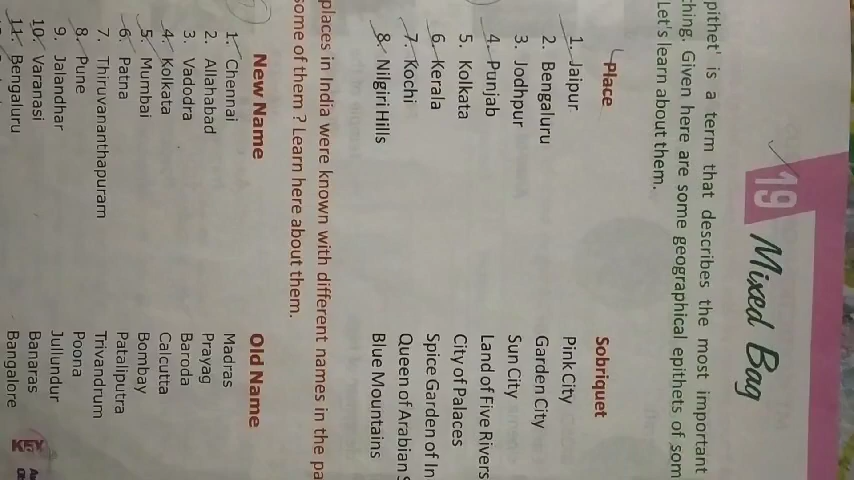 19 Mixed Bag
pithet' is a term that describes the most important
ching. Given here are some geographical epithets of som
Let's learn about them.
Place Sobriquet
1. Jaipur Pink City
2. Bengaluru Garden City
3. Jodhpur Sun City
4. Punjab Land of Five Rivers
5. Kolkata City of Palaces
6. Kerala Spice Garden of In
7. Kochi Queen of Arabian S
8. Nilgiri Hills Blue Mountains
places in India were known with different names in the pa
some of them ? Learn here about them.
New Name Old Name
1. Chennai Madras
2. Allahabad Prayag
3. Vadodra Baroda
4. Kolkata Calcutta
5. Mumbai Bombay
6. Patna Pataliputra
7. Thiruvananthapuram Trivandrum
8. Pune Poona
9. Jalandhar Jullundur
10. Varanasi Banaras
11. Bengaluru Bangalore